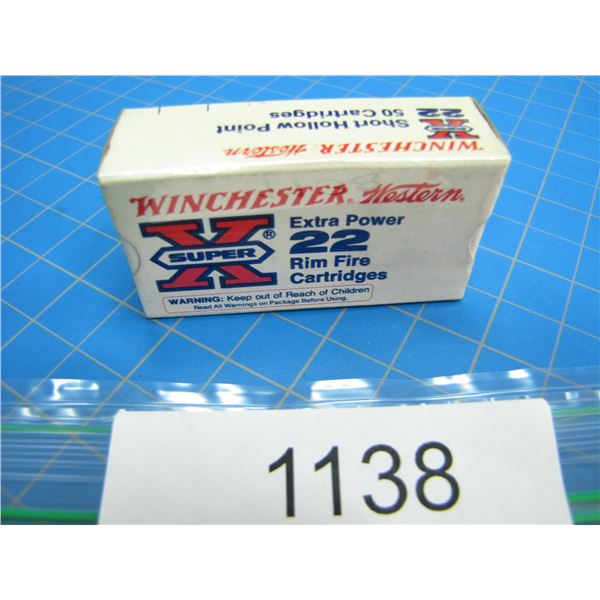 Short Hollow Point
50 Cartridges
SUPER X 22
WINCHESTER Western
WINCHESTER® Western®
SUPER X®
Extra Power
22
Rim Fire
Cartridges
WARNING: Keep out of Reach of Children
Read All Warnings on Package Before Using.
1138